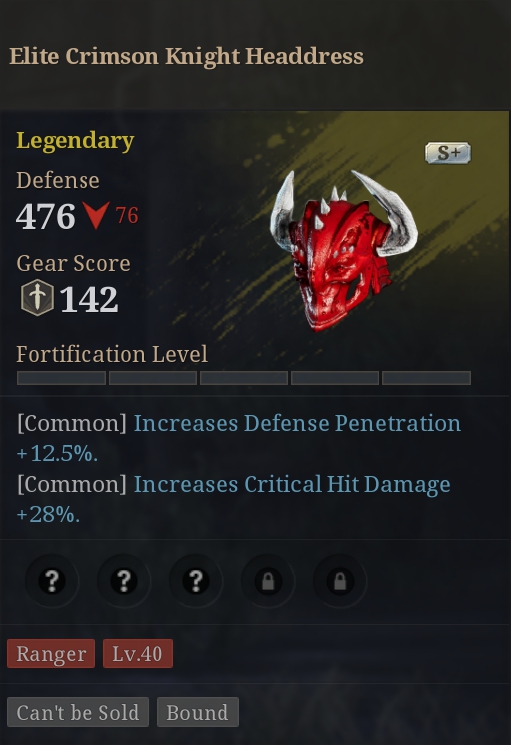 Elite Crimson Knight Headdress
Legendary
S+
Defense
476 76
Gear Score
142
Fortification Level
[Common] Increases Defense Penetration
+12.5%.
[Common] Increases Critical Hit Damage
+28%.
? ? ?
Ranger Lv.40
Can't be Sold Bound